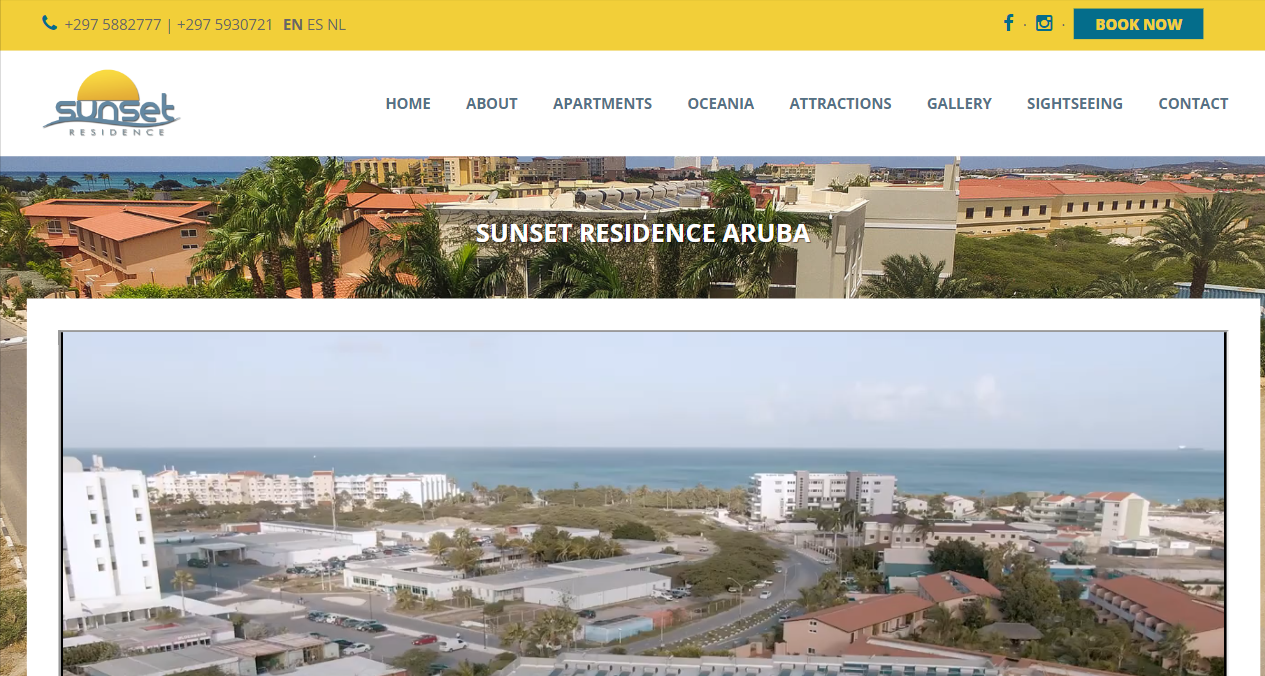 +297 5882777 | +297 5930721 EN ES NL
BOOK NOW
sunset
RESIDENCE
HOME ABOUT APARTMENTS OCEANIA ATTRACTIONS GALLERY SIGHTSEEING CONTACT
SUNSET RESIDENCE ARUBA